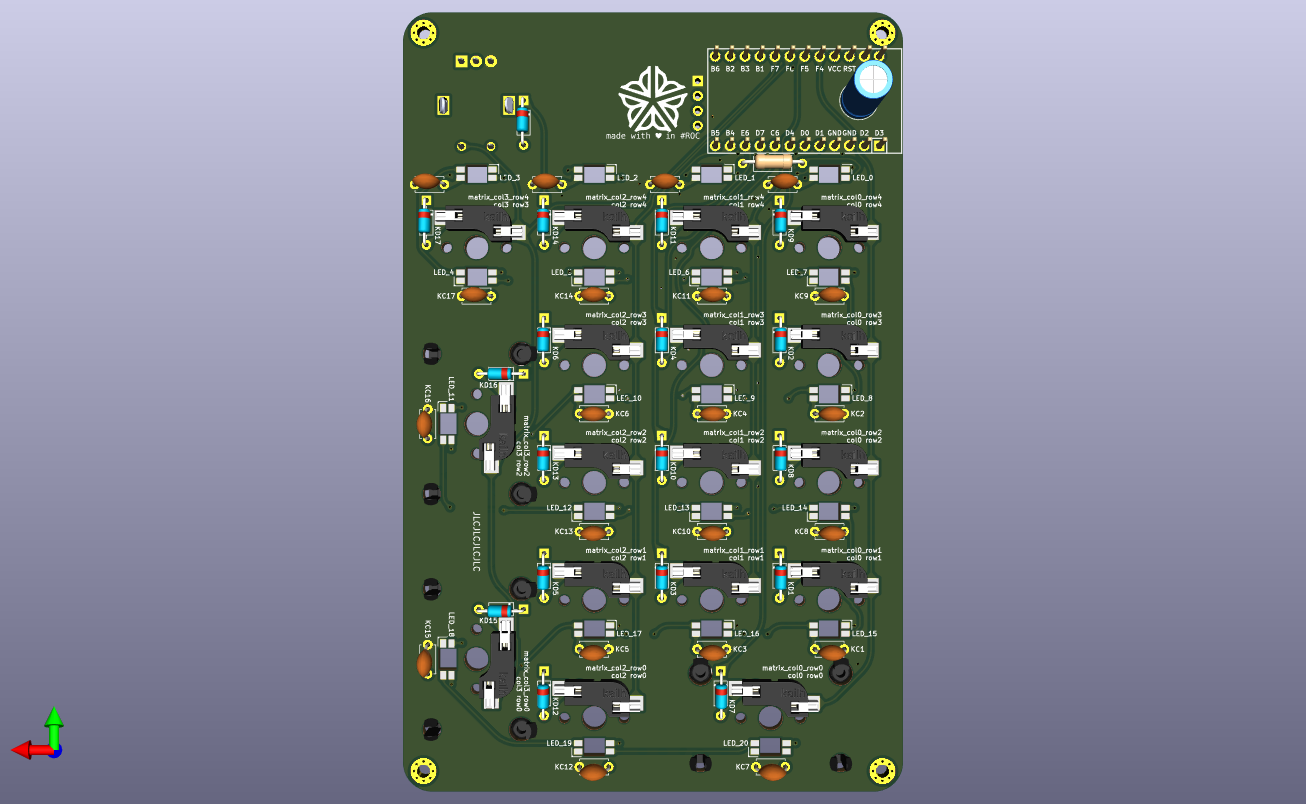 B6 B2 B3 B1 F7 F6 F5 F4 VCC RST
made with ♥ in #ROC
B5 B4 E6 D7 C6 D4 D0 D1 GND GND D2 D3
LED_3
LED_2
LED_1
LED_0
matrix_col3_row4
col3 row3
matrix_col2_row4
col2 row4
matrix_col1_row4
col1 row4
matrix_col0_row4
col0 row4
KD17
KD14
KD11
KD9
LED_4
LED_6
LED_7
KC17
KC14
KC11
KC9
matrix_col2_row3
col2 row3
matrix_col1_row3
col1 row3
matrix_col0_row3
col0 row3
KD6
KD4
KD2
KD16
KC16
LED_11
LED_10
LED_9
LED_8
KC6
KC4
KC2
matrix_col3_row2
col3 row2
matrix_col2_row2
col2 row2
matrix_col1_row2
col1 row2
matrix_col0_row2
col0 row2
KD13
KD10
KD8
LED_12
LED_13
LED_14
KC13
KC10
KC8
JLCJLCJLCJLC
matrix_col2_row1
col2 row1
matrix_col1_row1
col1 row1
matrix_col0_row1
col0 row1
KD5
KD3
KD1
KD15
KC15
LED_18
LED_17
LED_16
LED_15
KC5
KC3
KC1
matrix_col3_row0
col3 row0
matrix_col2_row0
col2 row0
matrix_col0_row0
col0 row0
KD12
KD7
LED_19
LED_20
KC12
KC7